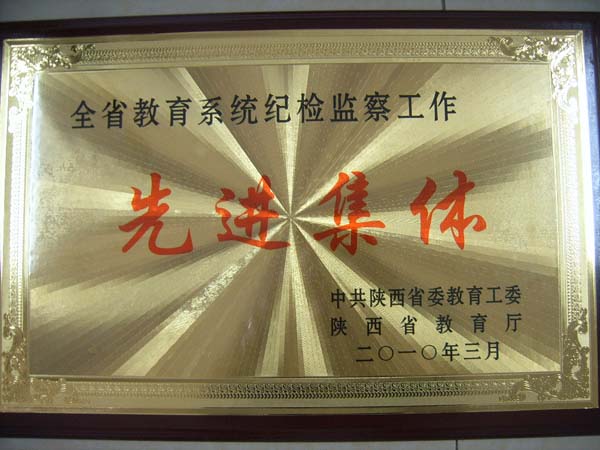 全省教育系统纪检监察工作
先进集体
中共陕西省委教育工委
陕西省教育厅
二〇一〇年三月